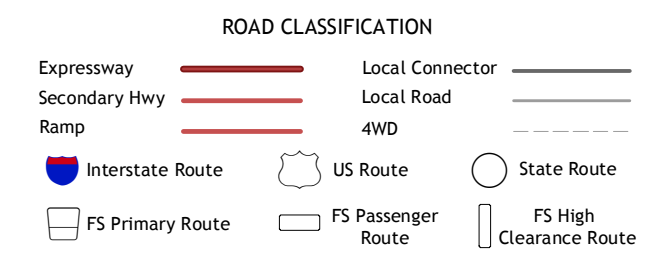 ROAD CLASSIFICATION
Expressway
Local Connector
Secondary Hwy
Local Road
Ramp
4WD
Interstate Route
US Route
State Route
FS Primary Route
FS Passenger
Route
FS High
Clearance Route